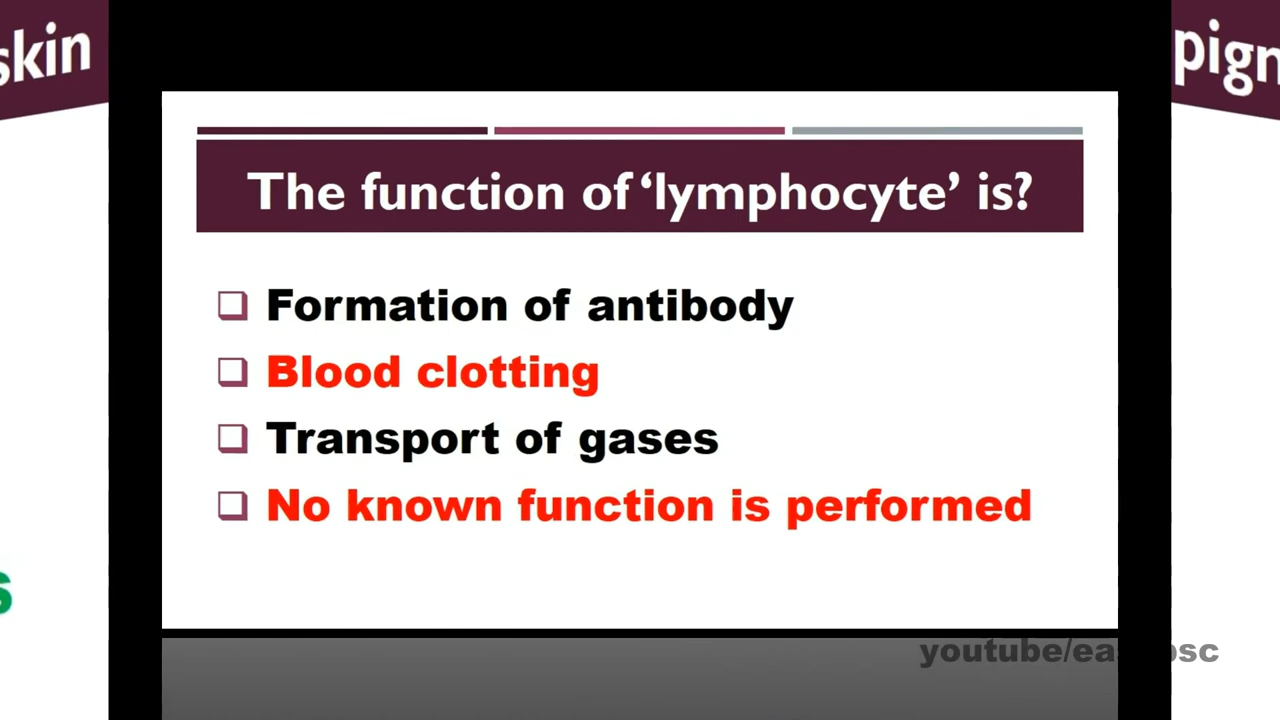 skin
pign
The function of ‘lymphocyte’ is?
Formation of antibody
Blood clotting
Transport of gases
No known function is performed
s